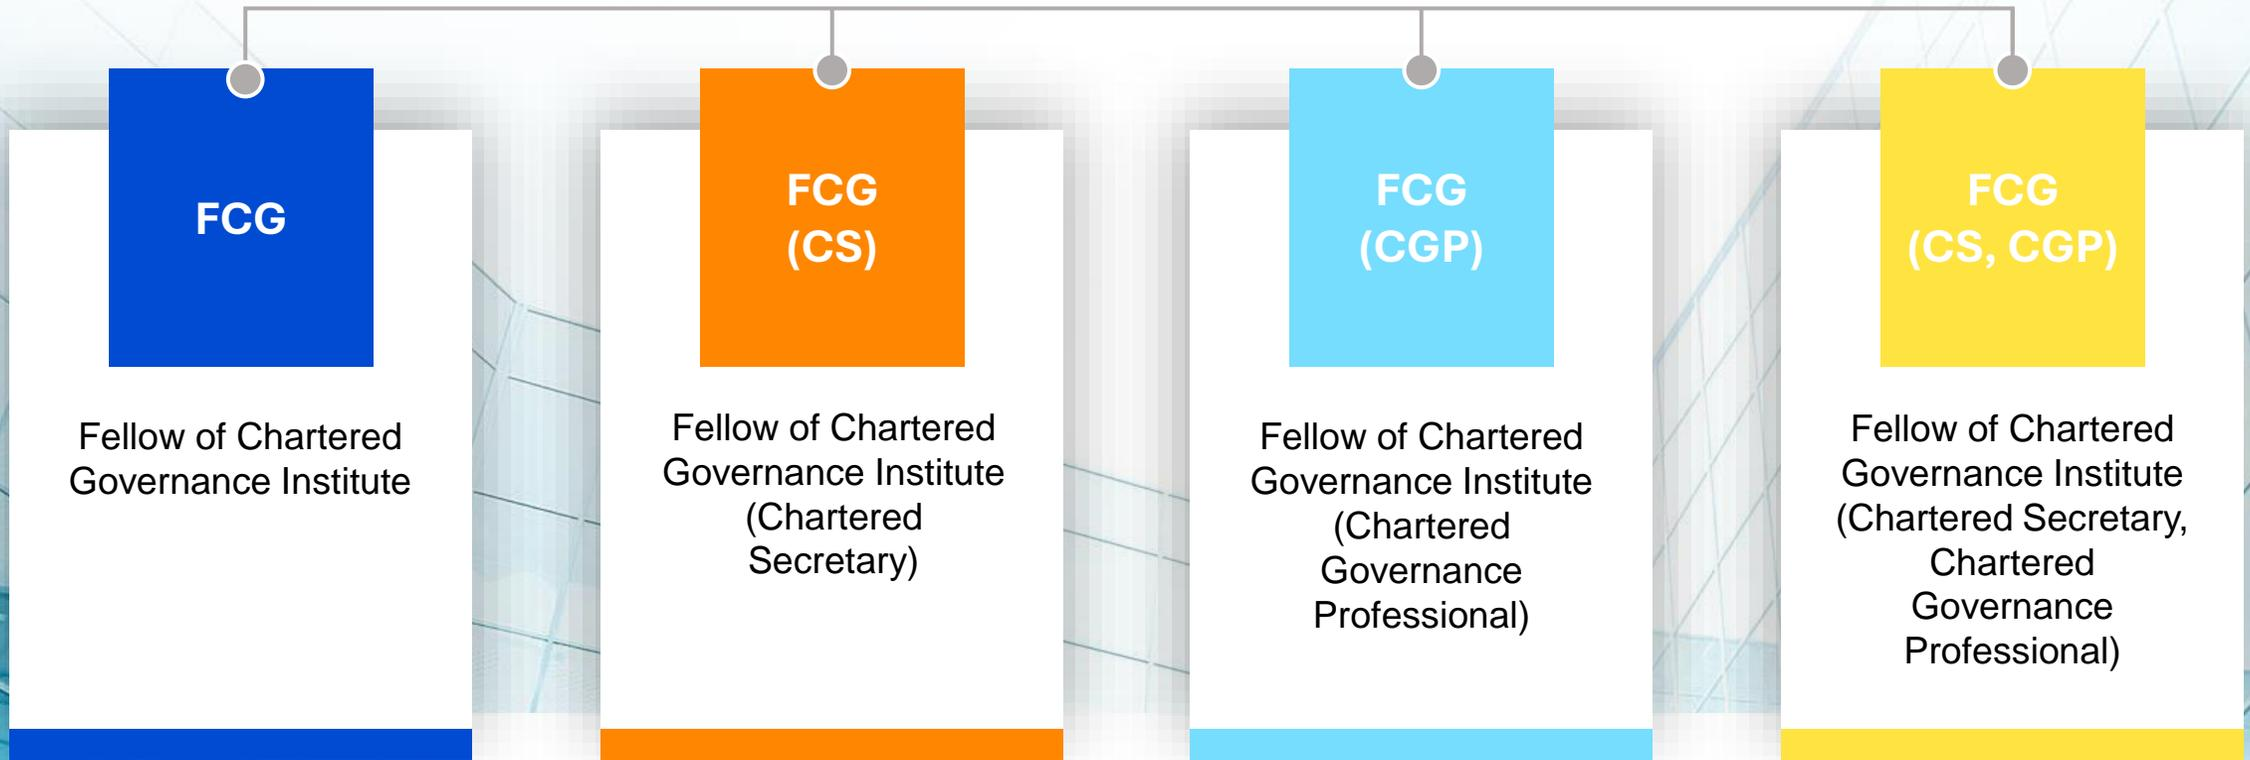 FCG
Fellow of Chartered
Governance Institute
FCG
(CS)
Fellow of Chartered
Governance Institute
(Chartered
Secretary)
FCG
(CGP)
Fellow of Chartered
Governance Institute
(Chartered
Governance
Professional)
FCG
(CS, CGP)
Fellow of Chartered
Governance Institute
(Chartered Secretary,
Chartered
Governance
Professional)